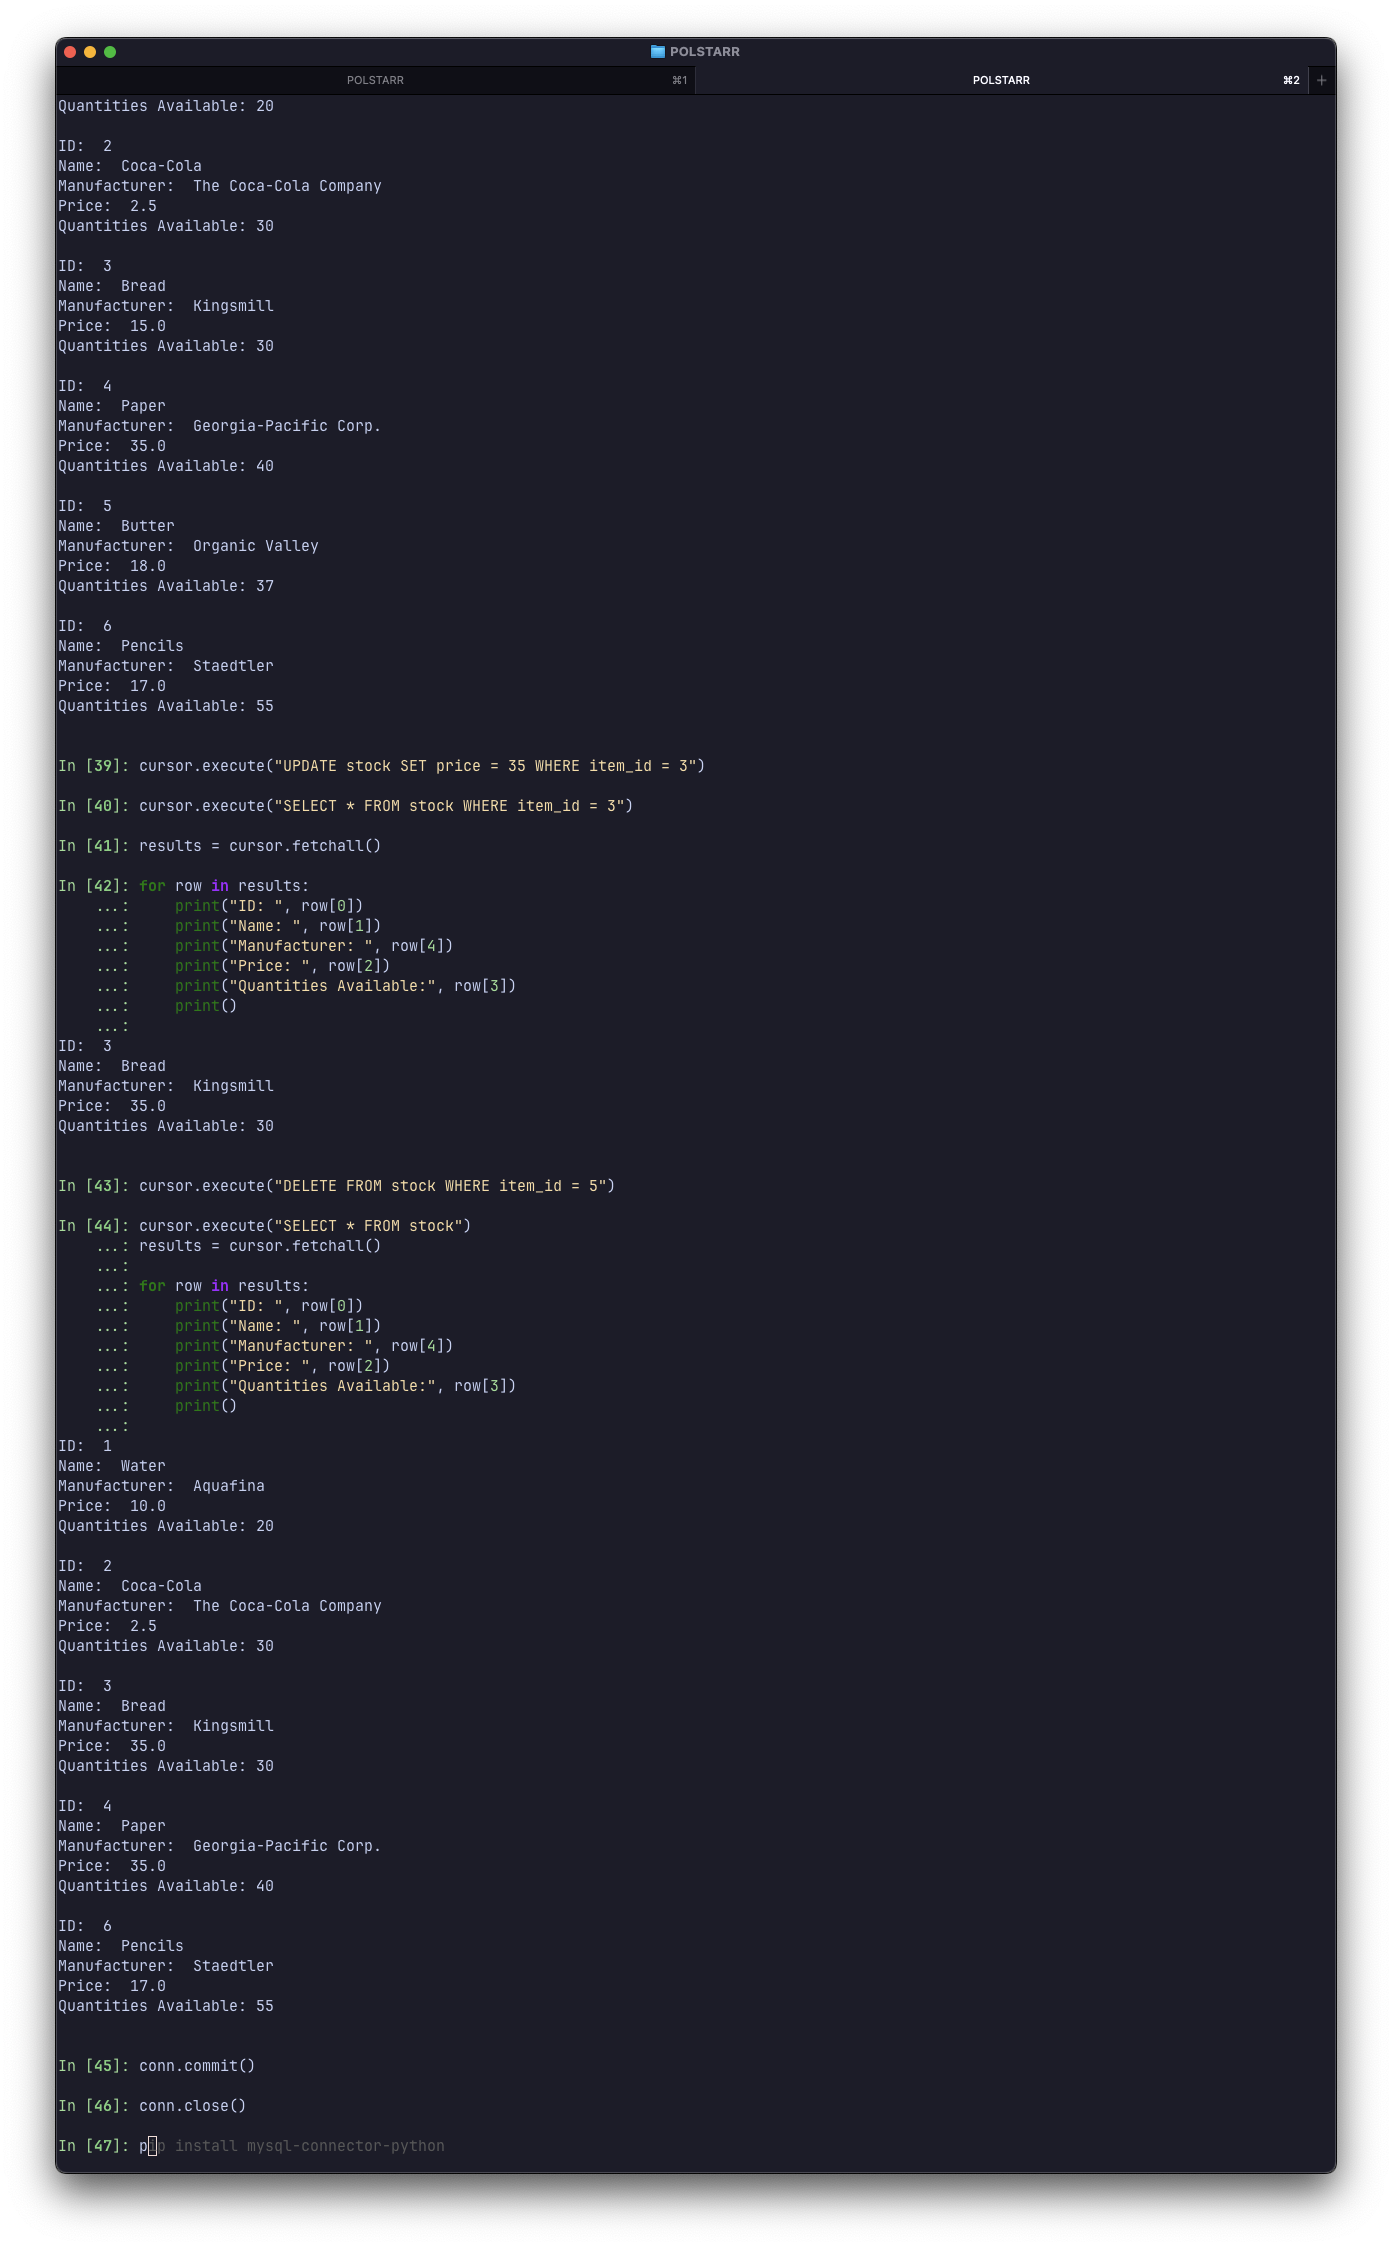 POLSTARR
POLSTARR ⌘1 POLSTARR ⌘2 +
Quantities Available: 20
ID:  2
Name:  Coca-Cola
Manufacturer:  The Coca-Cola Company
Price:  2.5
Quantities Available: 30
ID:  3
Name:  Bread
Manufacturer:  Kingsmill
Price:  15.0
Quantities Available: 30
ID:  4
Name:  Paper
Manufacturer:  Georgia-Pacific Corp.
Price:  35.0
Quantities Available: 40
ID:  5
Name:  Butter
Manufacturer:  Organic Valley
Price:  18.0
Quantities Available: 37
ID:  6
Name:  Pencils
Manufacturer:  Staedtler
Price:  17.0
Quantities Available: 55
In [39]: cursor.execute("UPDATE stock SET price = 35 WHERE item_id = 3")
In [40]: cursor.execute("SELECT * FROM stock WHERE item_id = 3")
In [41]: results = cursor.fetchall()
In [42]: for row in results:
    ...:     print("ID: ", row[0])
    ...:     print("Name: ", row[1])
    ...:     print("Manufacturer: ", row[4])
    ...:     print("Price: ", row[2])
    ...:     print("Quantities Available:", row[3])
    ...:     print()
    ...:
ID:  3
Name:  Bread
Manufacturer:  Kingsmill
Price:  35.0
Quantities Available: 30
In [43]: cursor.execute("DELETE FROM stock WHERE item_id = 5")
In [44]: cursor.execute("SELECT * FROM stock")
    ...: results = cursor.fetchall()
    ...:
    ...: for row in results:
    ...:     print("ID: ", row[0])
    ...:     print("Name: ", row[1])
    ...:     print("Manufacturer: ", row[4])
    ...:     print("Price: ", row[2])
    ...:     print("Quantities Available:", row[3])
    ...:     print()
    ...:
ID:  1
Name:  Water
Manufacturer:  Aquafina
Price:  10.0
Quantities Available: 20
ID:  2
Name:  Coca-Cola
Manufacturer:  The Coca-Cola Company
Price:  2.5
Quantities Available: 30
ID:  3
Name:  Bread
Manufacturer:  Kingsmill
Price:  35.0
Quantities Available: 30
ID:  4
Name:  Paper
Manufacturer:  Georgia-Pacific Corp.
Price:  35.0
Quantities Available: 40
ID:  6
Name:  Pencils
Manufacturer:  Staedtler
Price:  17.0
Quantities Available: 55
In [45]: conn.commit()
In [46]: conn.close()
In [47]: pip install mysql-connector-python